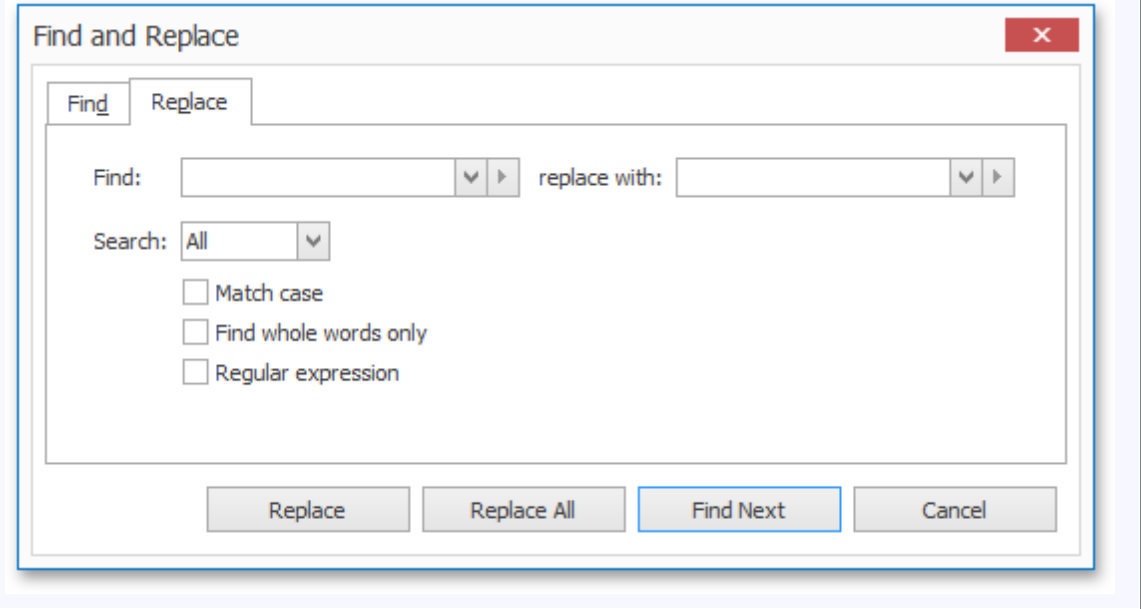 Find and Replace
Find Replace
Find: replace with:
Search: All
Match case
Find whole words only
Regular expression
Replace Replace All Find Next Cancel